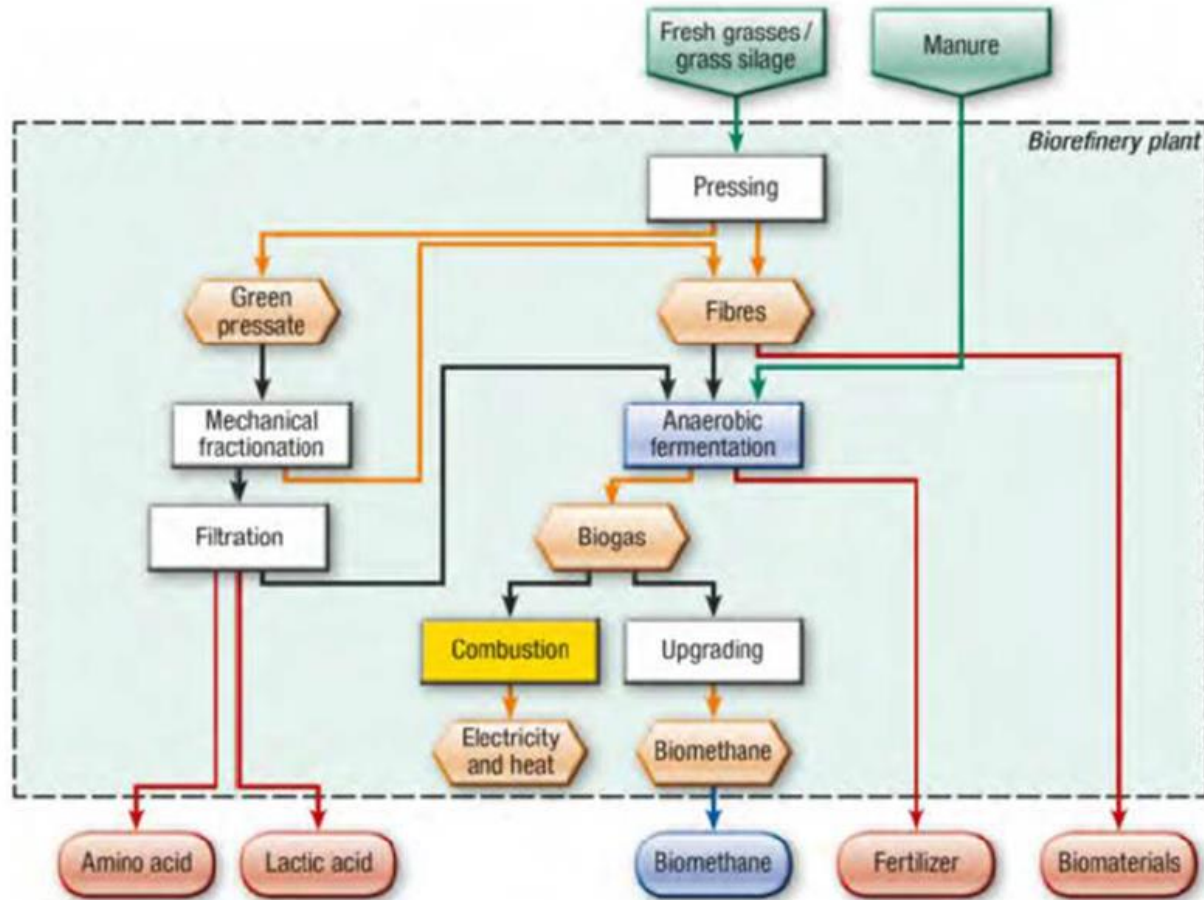 Fresh grasses /
grass silage
Manure
Biorefinery plant
Pressing
Green
pressate
Fibres
Mechanical
fractionation
Anaerobic
fermentation
Filtration
Biogas
Combustion
Upgrading
Electricity
and heat
Biomethane
Amino acid
Lactic acid
Biomethane
Fertilizer
Biomaterials